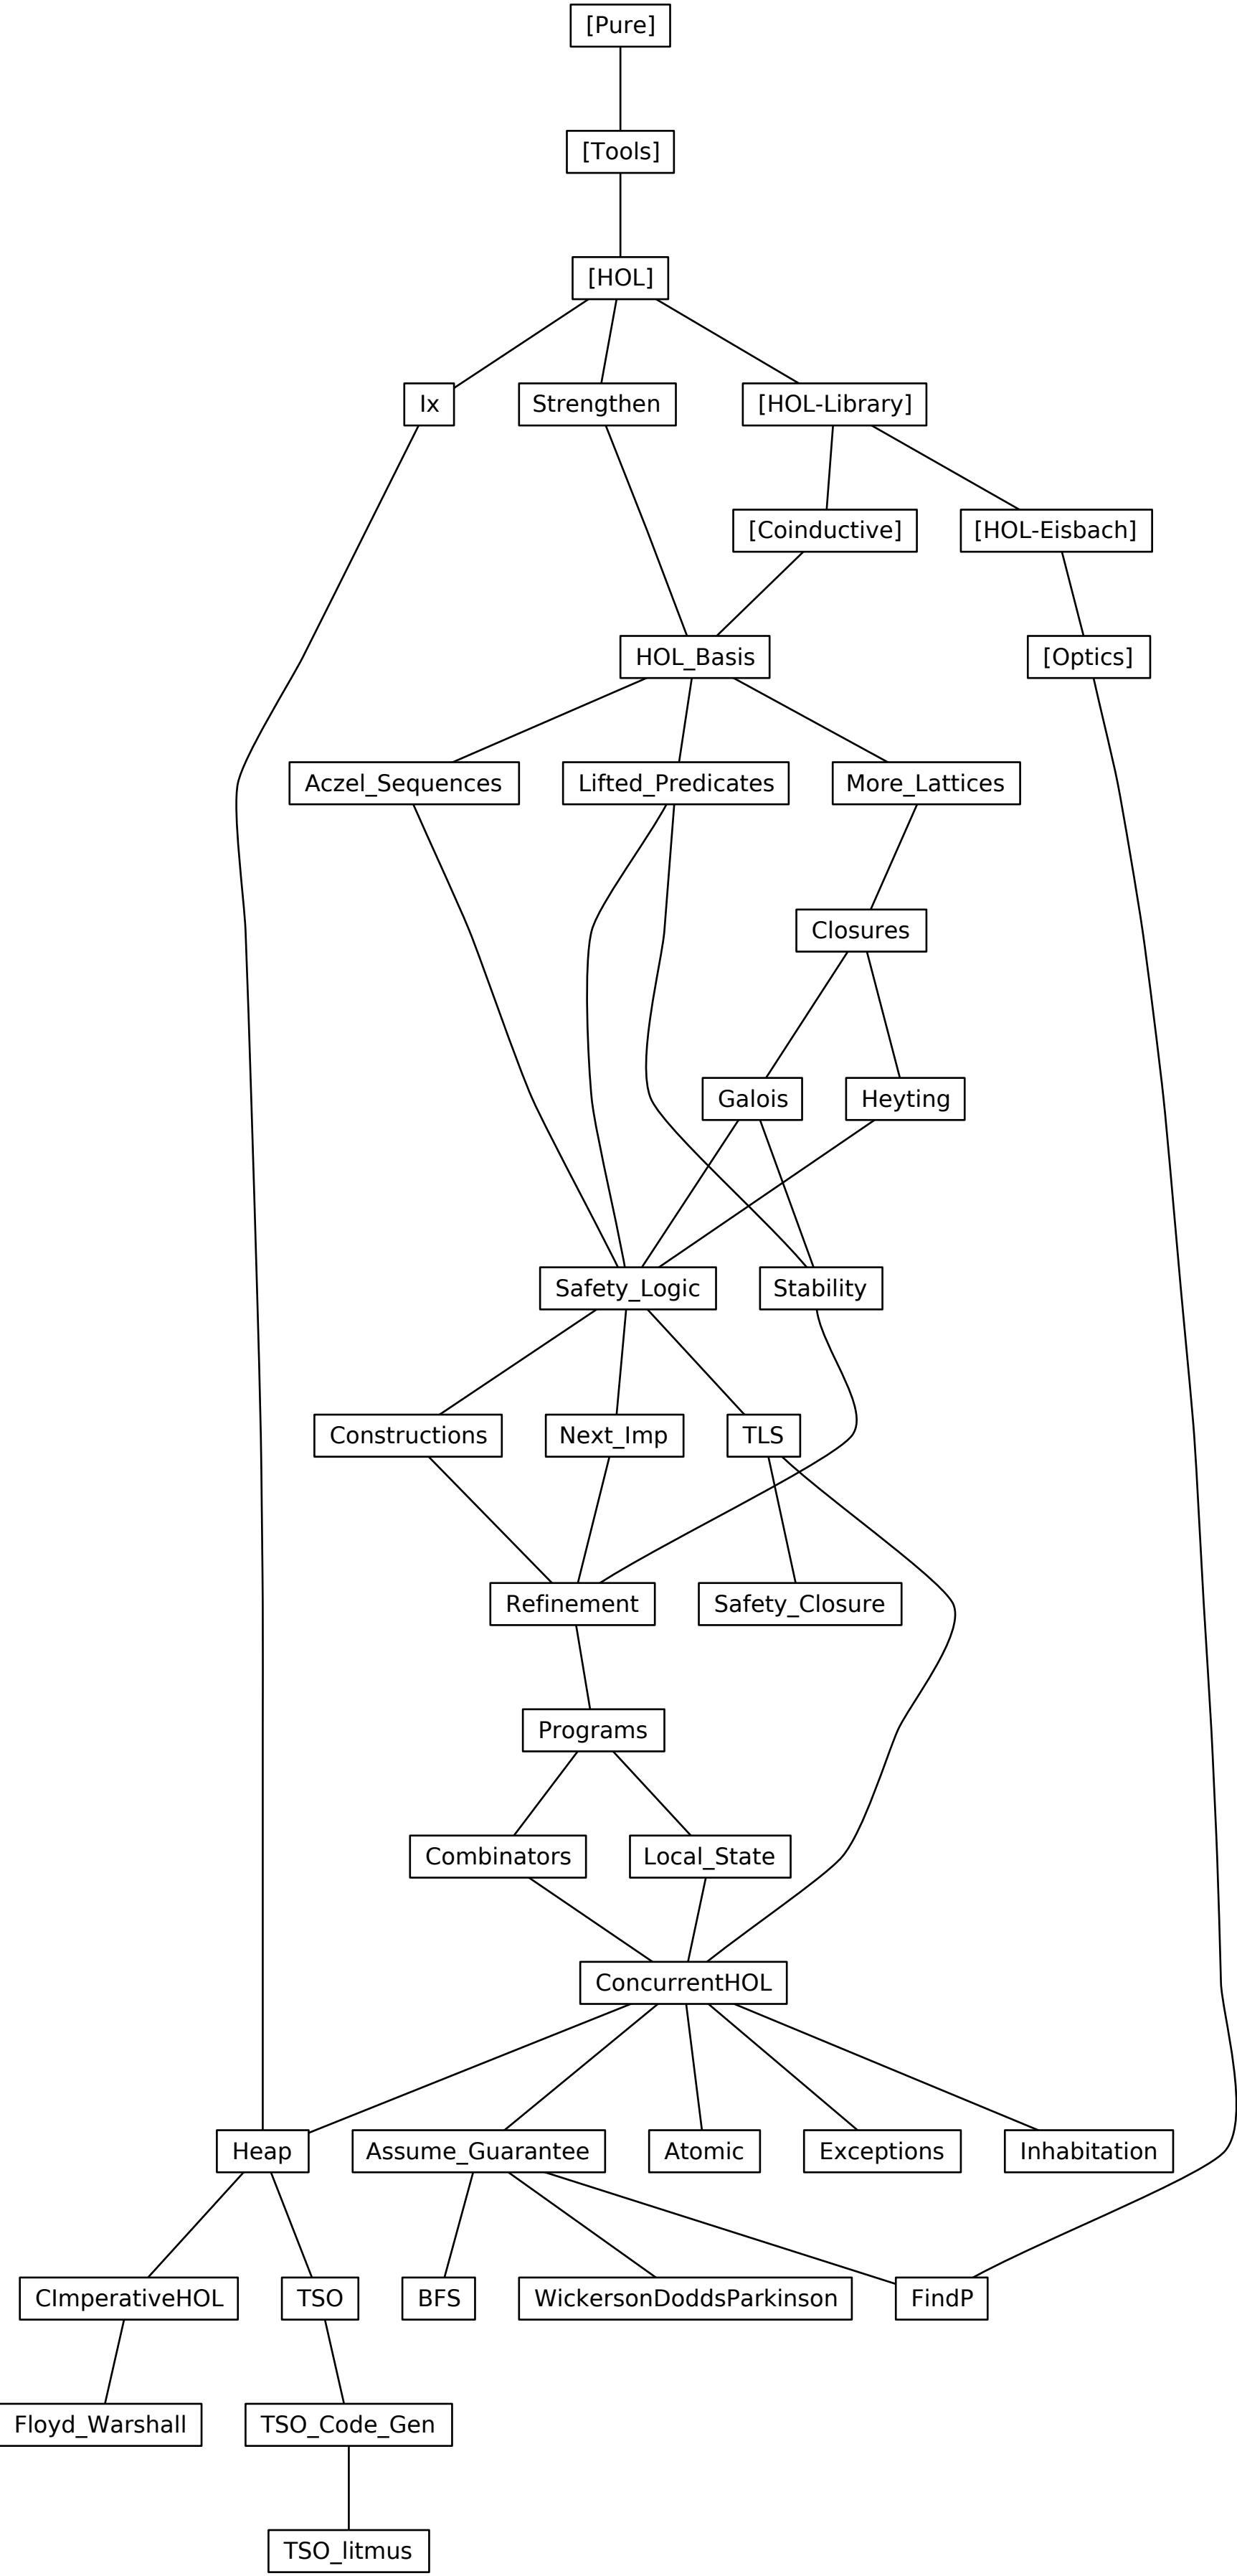 [Pure]
[Tools]
[HOL]
Ix
Strengthen
[HOL-Library]
[Coinductive]
[HOL-Eisbach]
HOL_Basis
[Optics]
Aczel_Sequences
Lifted_Predicates
More_Lattices
Closures
Galois
Heyting
Safety_Logic
Stability
Constructions
Next_Imp
TLS
Refinement
Safety_Closure
Programs
Combinators
Local_State
ConcurrentHOL
Heap
Assume_Guarantee
Atomic
Exceptions
Inhabitation
CImperativeHOL
TSO
BFS
WickersonDoddsParkinson
FindP
Floyd_Warshall
TSO_Code_Gen
TSO_litmus